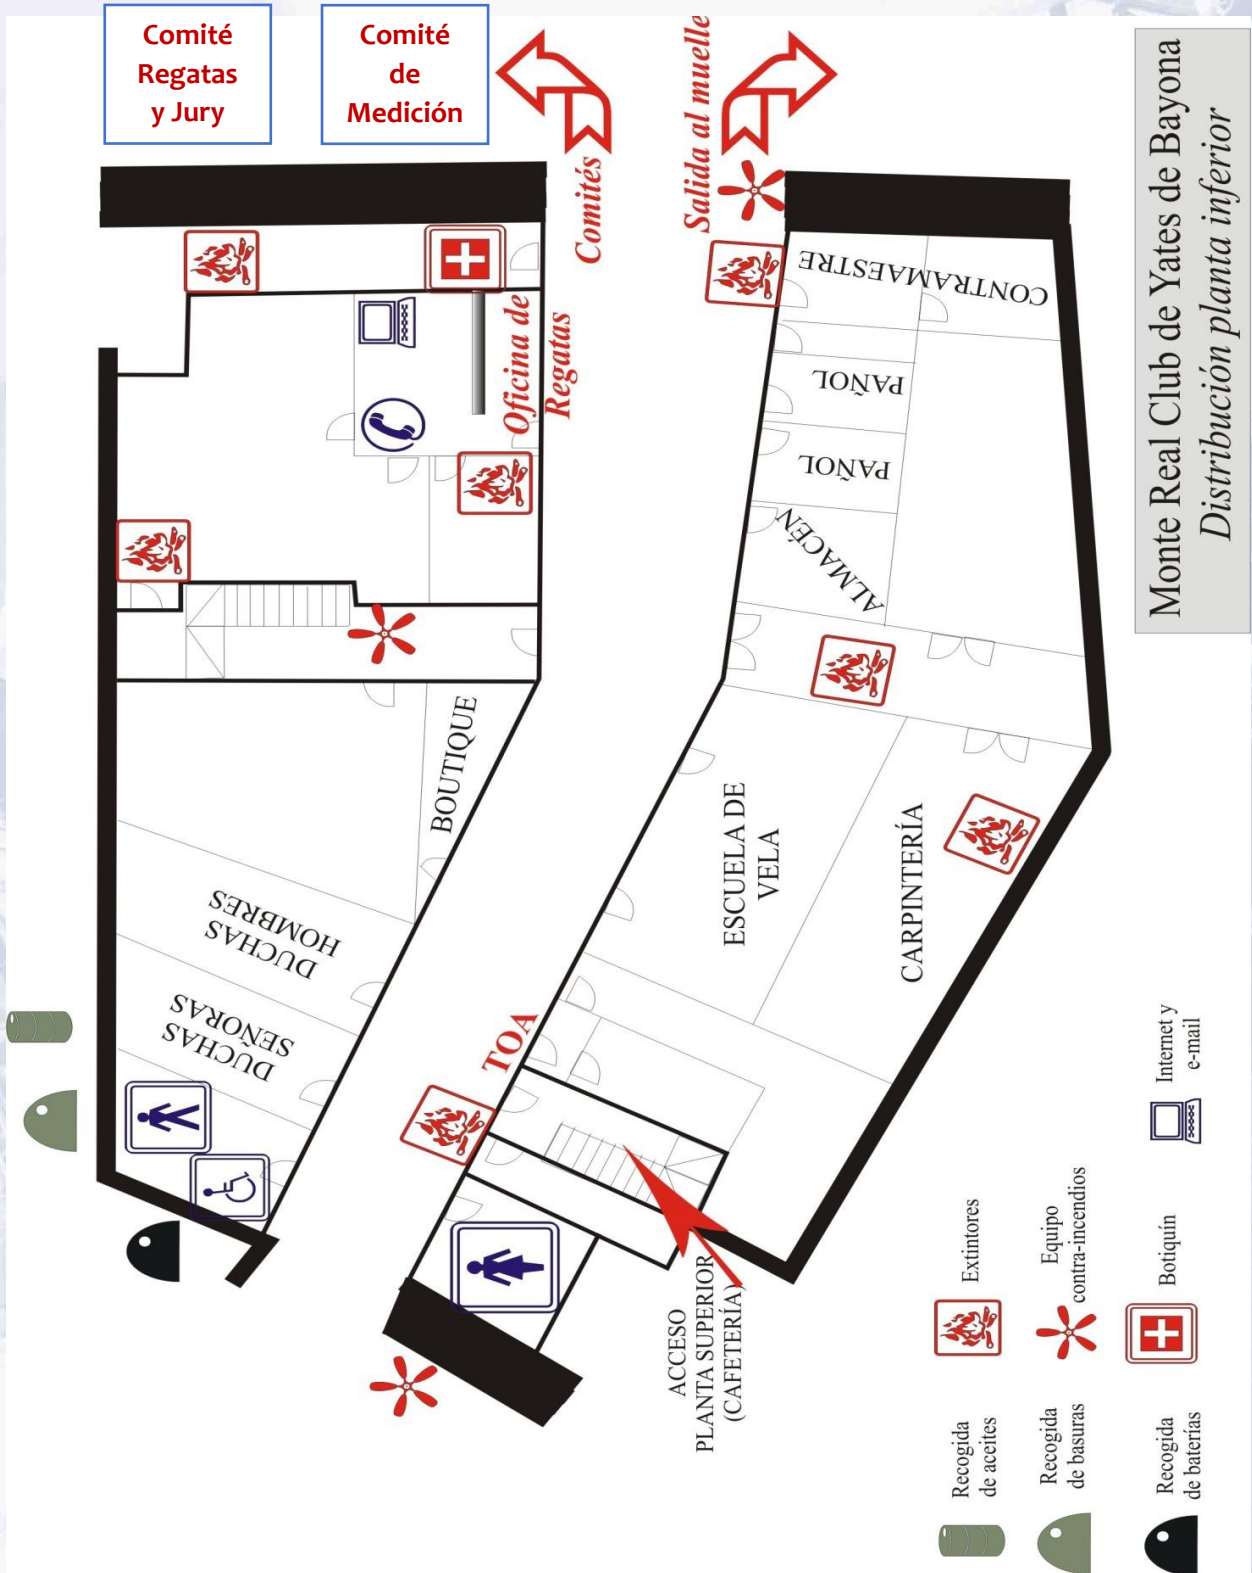 Comité
Regatas
y Jury
Comité
de
Medición
Comités
Salida al muelle
Monte Real Club de Yates de Bayona
Distribución planta inferior
Oficina de
Regatas
CONTRAMAESTRE
PAÑOL
PAÑOL
ALMACÉN
BOUTIQUE
DUCHAS
HOMBRES
DUCHAS
SEÑORAS
ESCUELA DE
VELA
CARPINTERÍA
TOA
ACCESO
PLANTA SUPERIOR
(CAFETERÍA)
Extintores
Equipo
contra-incendios
Botiquín
Internet y
e-mail
Recogida
de aceites
Recogida
de basuras
Recogida
de baterías